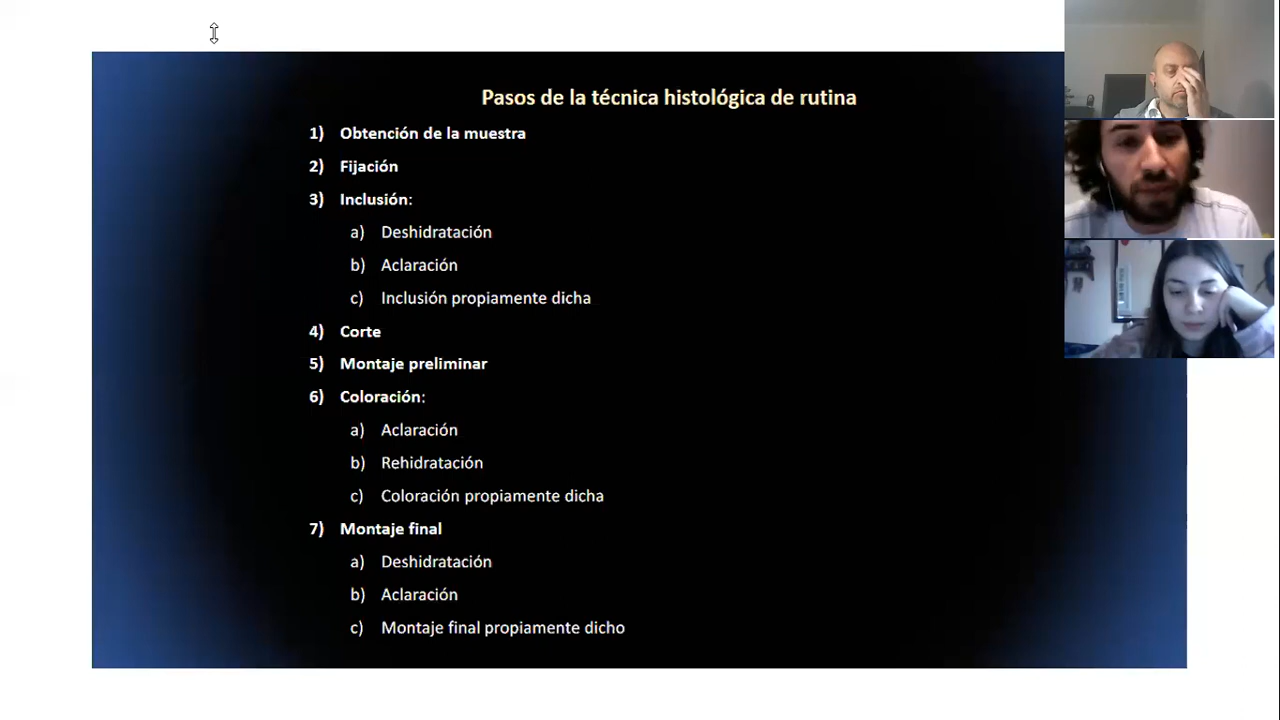 Pasos de la técnica histológica de rutina
1) Obtención de la muestra
2) Fijación
3) Inclusión:
a) Deshidratación
b) Aclaración
c) Inclusión propiamente dicha
4) Corte
5) Montaje preliminar
6) Coloración:
a) Aclaración
b) Rehidratación
c) Coloración propiamente dicha
7) Montaje final
a) Deshidratación
b) Aclaración
c) Montaje final propiamente dicho